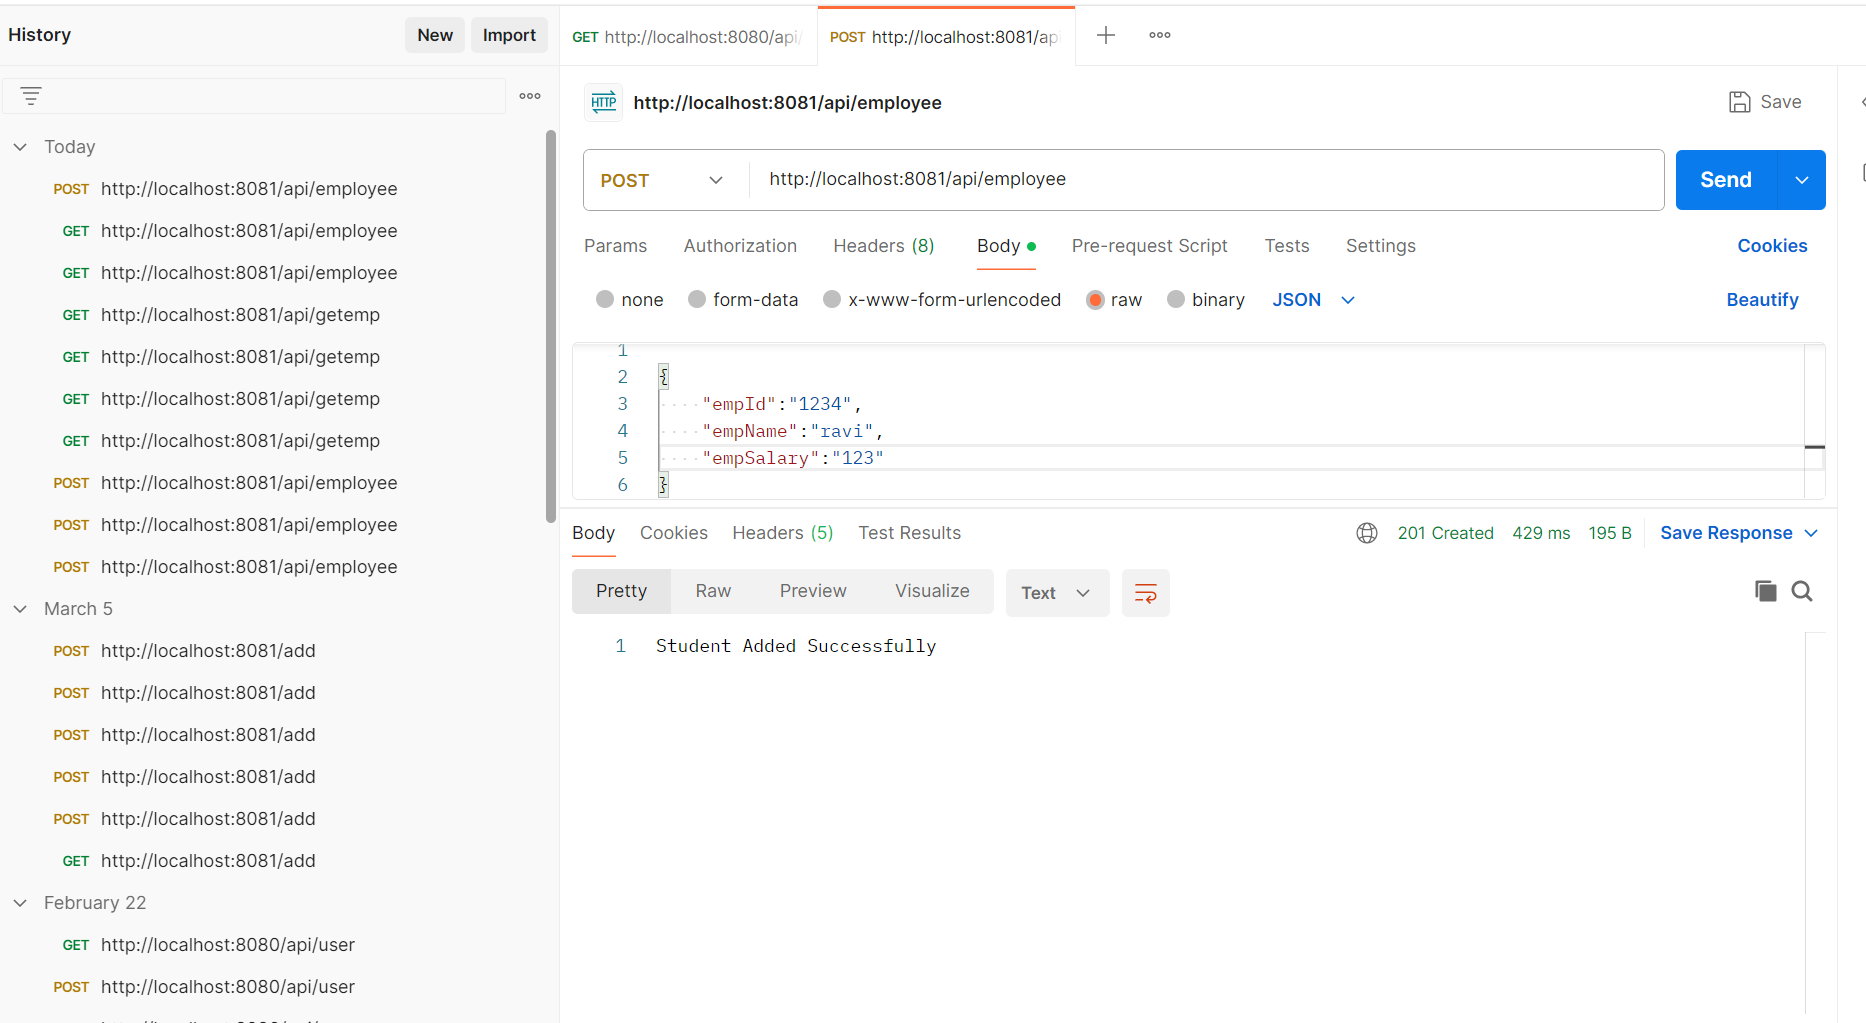 History
New
Import
Today
POST http://localhost:8081/api/employee
GET http://localhost:8081/api/employee
GET http://localhost:8081/api/employee
GET http://localhost:8081/api/getemp
GET http://localhost:8081/api/getemp
GET http://localhost:8081/api/getemp
GET http://localhost:8081/api/getemp
POST http://localhost:8081/api/employee
POST http://localhost:8081/api/employee
POST http://localhost:8081/api/employee
March 5
POST http://localhost:8081/add
POST http://localhost:8081/add
POST http://localhost:8081/add
POST http://localhost:8081/add
POST http://localhost:8081/add
GET http://localhost:8081/add
February 22
GET http://localhost:8080/api/user
POST http://localhost:8080/api/user
GET http://localhost:8080/api/
POST http://localhost:8081/ap
HTTP http://localhost:8081/api/employee
Save
POST http://localhost:8081/api/employee
Send
Params Authorization Headers (8) Body Pre-request Script Tests Settings Cookies
none form-data x-www-form-urlencoded raw binary JSON Beautify
1
2 {
3 "empId":"1234",
4 "empName":"ravi",
5 "empSalary":"123"
6 }
Body Cookies Headers (5) Test Results 201 Created 429 ms 195 B Save Response
Pretty Raw Preview Visualize Text
1 Student Added Successfully